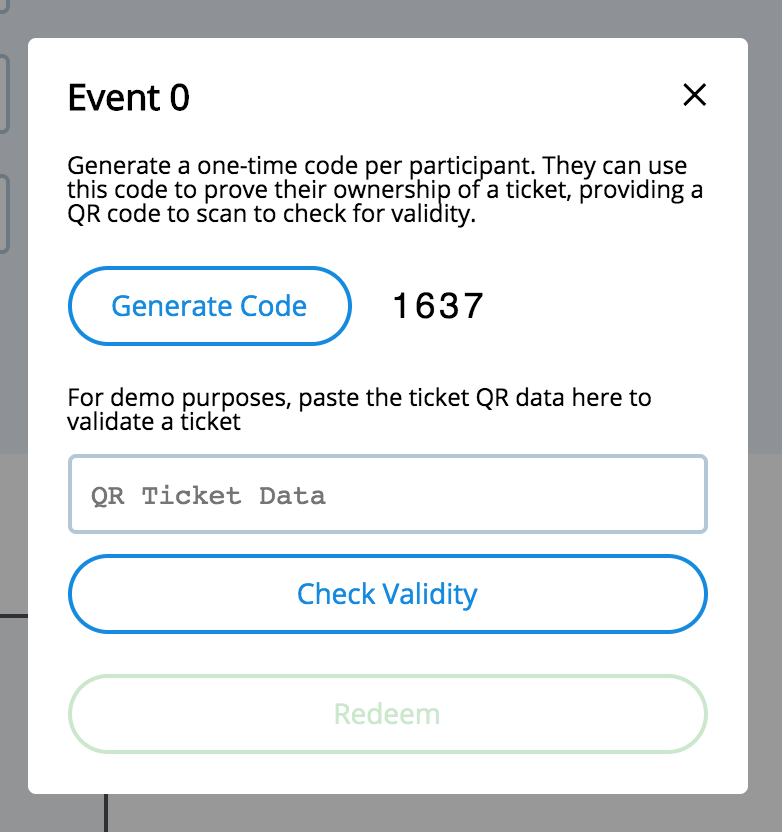 Event 0
Generate a one-time code per participant. They can use
this code to prove their ownership of a ticket, providing a
QR code to scan to check for validity.
Generate Code 1637
For demo purposes, paste the ticket QR data here to
validate a ticket
QR Ticket Data
Check Validity
Redeem